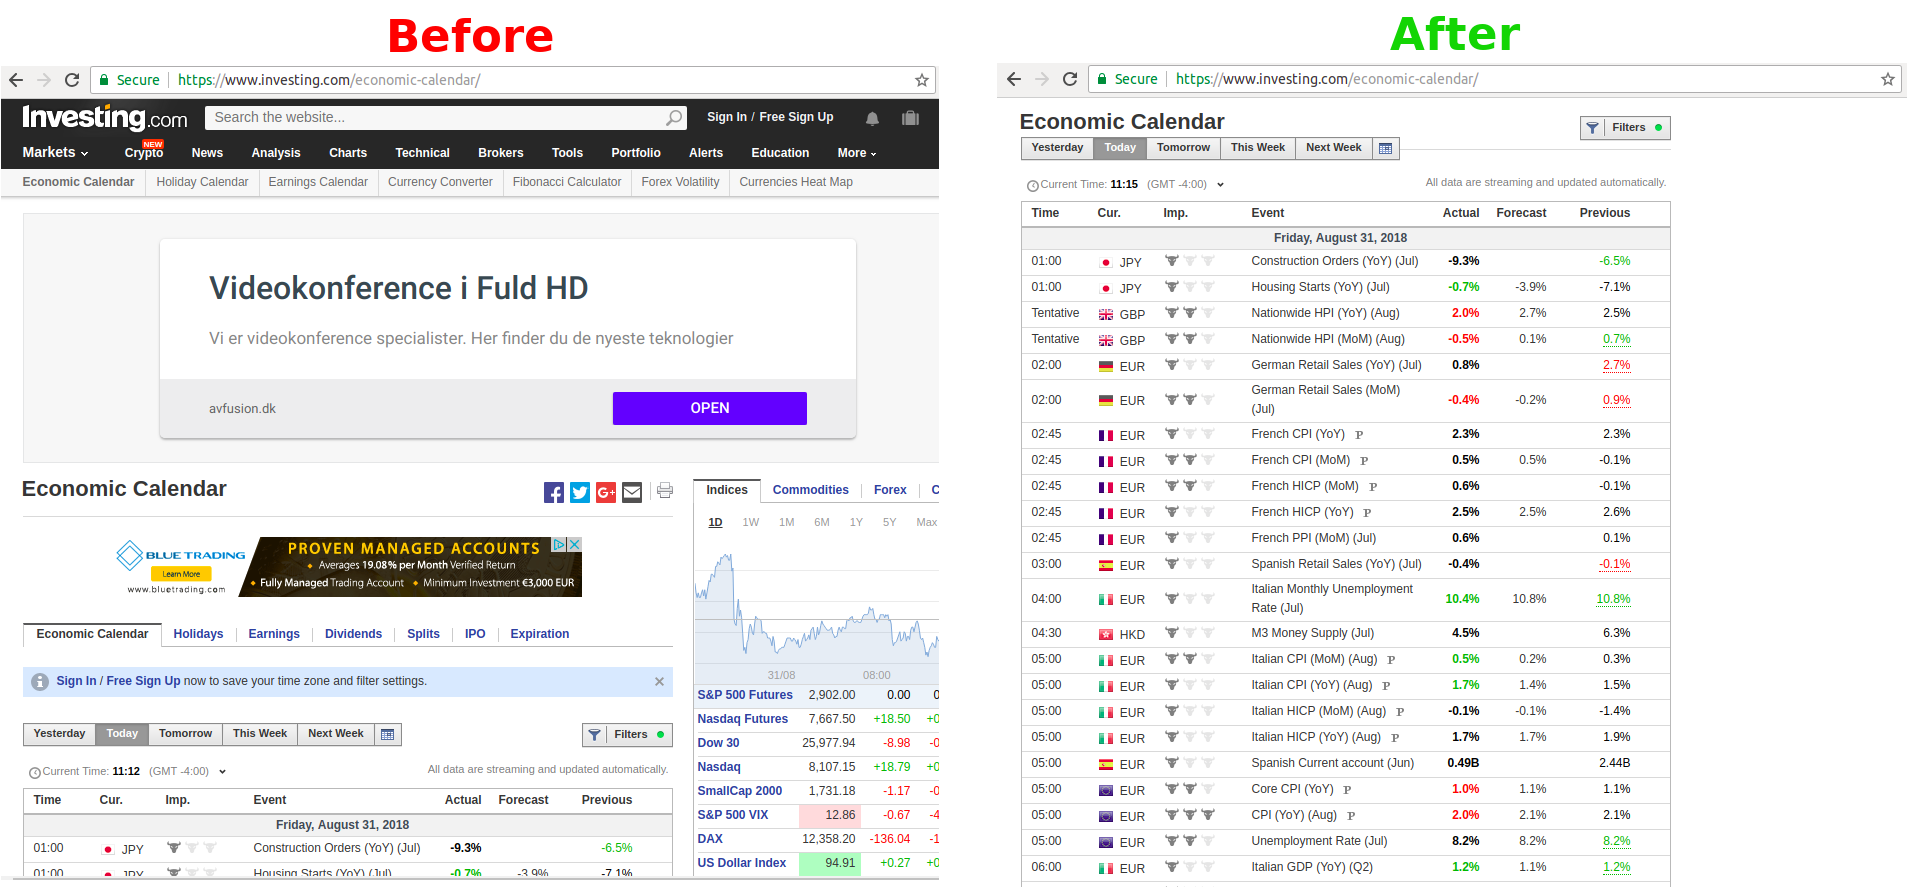 Before
Secure https://www.investing.com/economic-calendar/
Investing.com Search the website... Sign In / Free Sign Up
NEW
Markets Crypto News Analysis Charts Technical Brokers Tools Portfolio Alerts Education More
Economic Calendar Holiday Calendar Earnings Calendar Currency Converter Fibonacci Calculator Forex Volatility Currencies Heat Map
Videokonference i Fuld HD
Vi er videokonference specialister. Her finder du de nyeste teknologier
avfusion.dk OPEN
Economic Calendar
BLUE TRADING
Learn More
www.bluetrading.com
PROVEN MANAGED ACCOUNTS
Averages 19.08% per Month Verified Return
Fully Managed Trading Account Minimum Investment €3,000 EUR
Economic Calendar Holidays Earnings Dividends Splits IPO Expiration
Sign In / Free Sign Up now to save your time zone and filter settings.
Yesterday Today Tomorrow This Week Next Week Filters
Current Time: 11:12 (GMT -4:00) All data are streaming and updated automatically.
Time Cur. Imp. Event Actual Forecast Previous
Friday, August 31, 2018
01:00 JPY Construction Orders (YoY) (Jul) -9.3% -6.5%
01:00 JPY Housing Starts (YoY) (Jul) -0.7% -3.9% -7.1%
Indices Commodities Forex C
1D 1W 1M 6M 1Y 5Y Max
31/08 08:00
S&P 500 Futures 2,902.00 0.00 0
Nasdaq Futures 7,667.50 +18.50 +0
Dow 30 25,977.94 -8.98 -0
Nasdaq 8,107.15 +18.79 +0
SmallCap 2000 1,731.18 -1.17 -0
S&P 500 VIX 12.86 -0.67 -4
DAX 12,358.20 -136.04 -1
US Dollar Index 94.91 +0.27 +0
After
Secure https://www.investing.com/economic-calendar/
Economic Calendar
Filters
Yesterday Today Tomorrow This Week Next Week
Current Time: 11:15 (GMT -4:00) All data are streaming and updated automatically.
Time Cur. Imp. Event Actual Forecast Previous
Friday, August 31, 2018
01:00 JPY Construction Orders (YoY) (Jul) -9.3% -6.5%
01:00 JPY Housing Starts (YoY) (Jul) -0.7% -3.9% -7.1%
Tentative GBP Nationwide HPI (YoY) (Aug) 2.0% 2.7% 2.5%
Tentative GBP Nationwide HPI (MoM) (Aug) -0.5% 0.1% 0.7%
02:00 EUR German Retail Sales (YoY) (Jul) 0.8% 2.7%
02:00 EUR German Retail Sales (MoM) (Jul) -0.4% -0.2% 0.9%
02:45 EUR French CPI (YoY) P 2.3% 2.3%
02:45 EUR French CPI (MoM) P 0.5% 0.5% -0.1%
02:45 EUR French HICP (MoM) P 0.6% -0.1%
02:45 EUR French HICP (YoY) P 2.5% 2.5% 2.6%
02:45 EUR French PPI (MoM) (Jul) 0.6% 0.1%
03:00 EUR Spanish Retail Sales (YoY) (Jul) -0.4% -0.1%
04:00 EUR Italian Monthly Unemployment Rate (Jul) 10.4% 10.8% 10.8%
04:30 HKD M3 Money Supply (Jul) 4.5% 6.3%
05:00 EUR Italian CPI (MoM) (Aug) P 0.5% 0.2% 0.3%
05:00 EUR Italian CPI (YoY) (Aug) P 1.7% 1.4% 1.5%
05:00 EUR Italian HICP (MoM) (Aug) P -0.1% -0.1% -1.4%
05:00 EUR Italian HICP (YoY) (Aug) P 1.7% 1.7% 1.9%
05:00 EUR Spanish Current account (Jun) 0.49B 2.44B
05:00 EUR Core CPI (YoY) P 1.0% 1.1% 1.1%
05:00 EUR CPI (YoY) (Aug) P 2.0% 2.1% 2.1%
05:00 EUR Unemployment Rate (Jul) 8.2% 8.2% 8.2%
06:00 EUR Italian GDP (YoY) (Q2) 1.2% 1.1% 1.2%